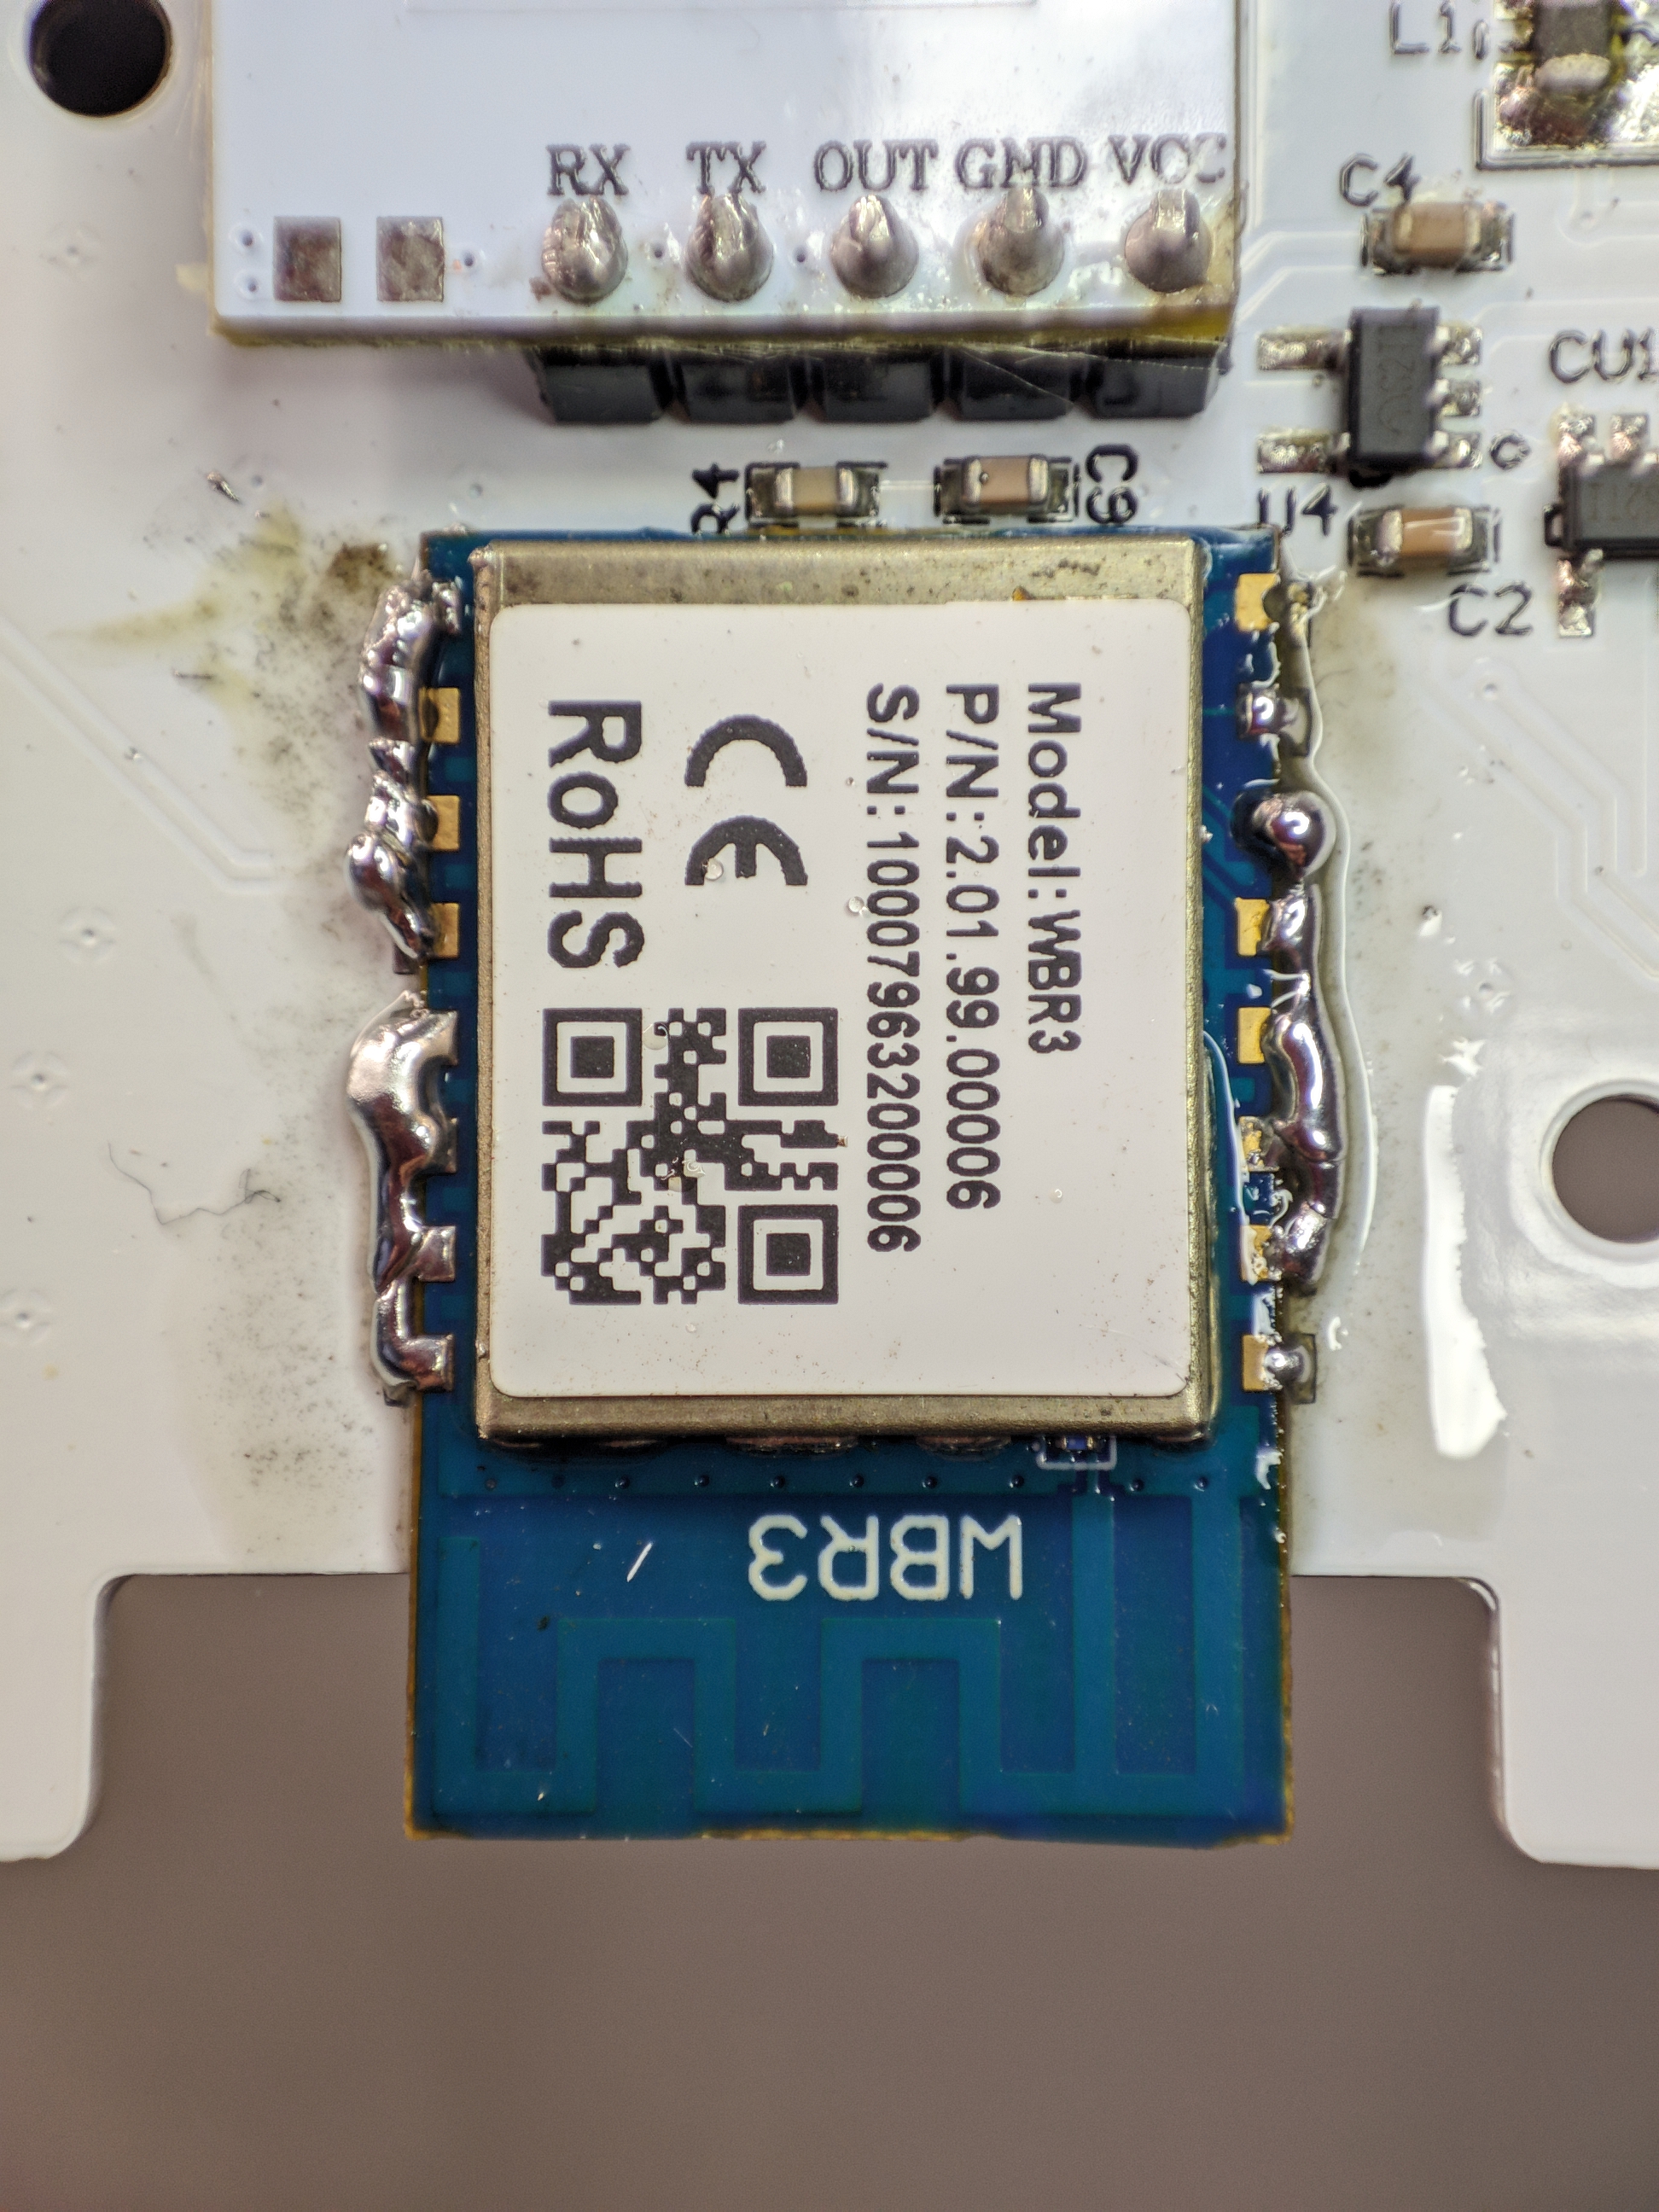 L1
RX TX OUT GND VCC
C4
CU1
R4
C9
U4
C2
Model:WBR3
P/N:2.01.99.00006
S/N:10007963200006
CE
RoHS
WBR3